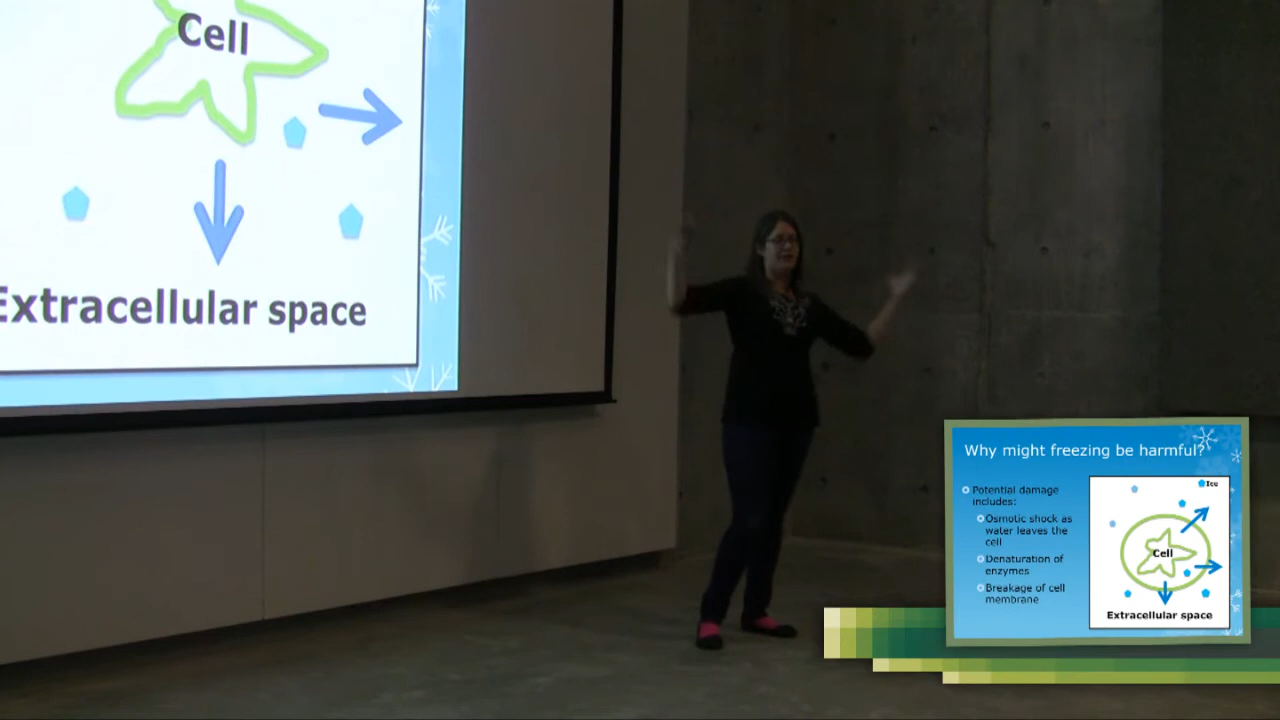 Cell
Extracellular space
Why might freezing be harmful?
Potential damage
includes:
Osmotic shock as
water leaves the
cell
Denaturation of
enzymes
Breakage of cell
membrane
Ice
Cell
Extracellular space